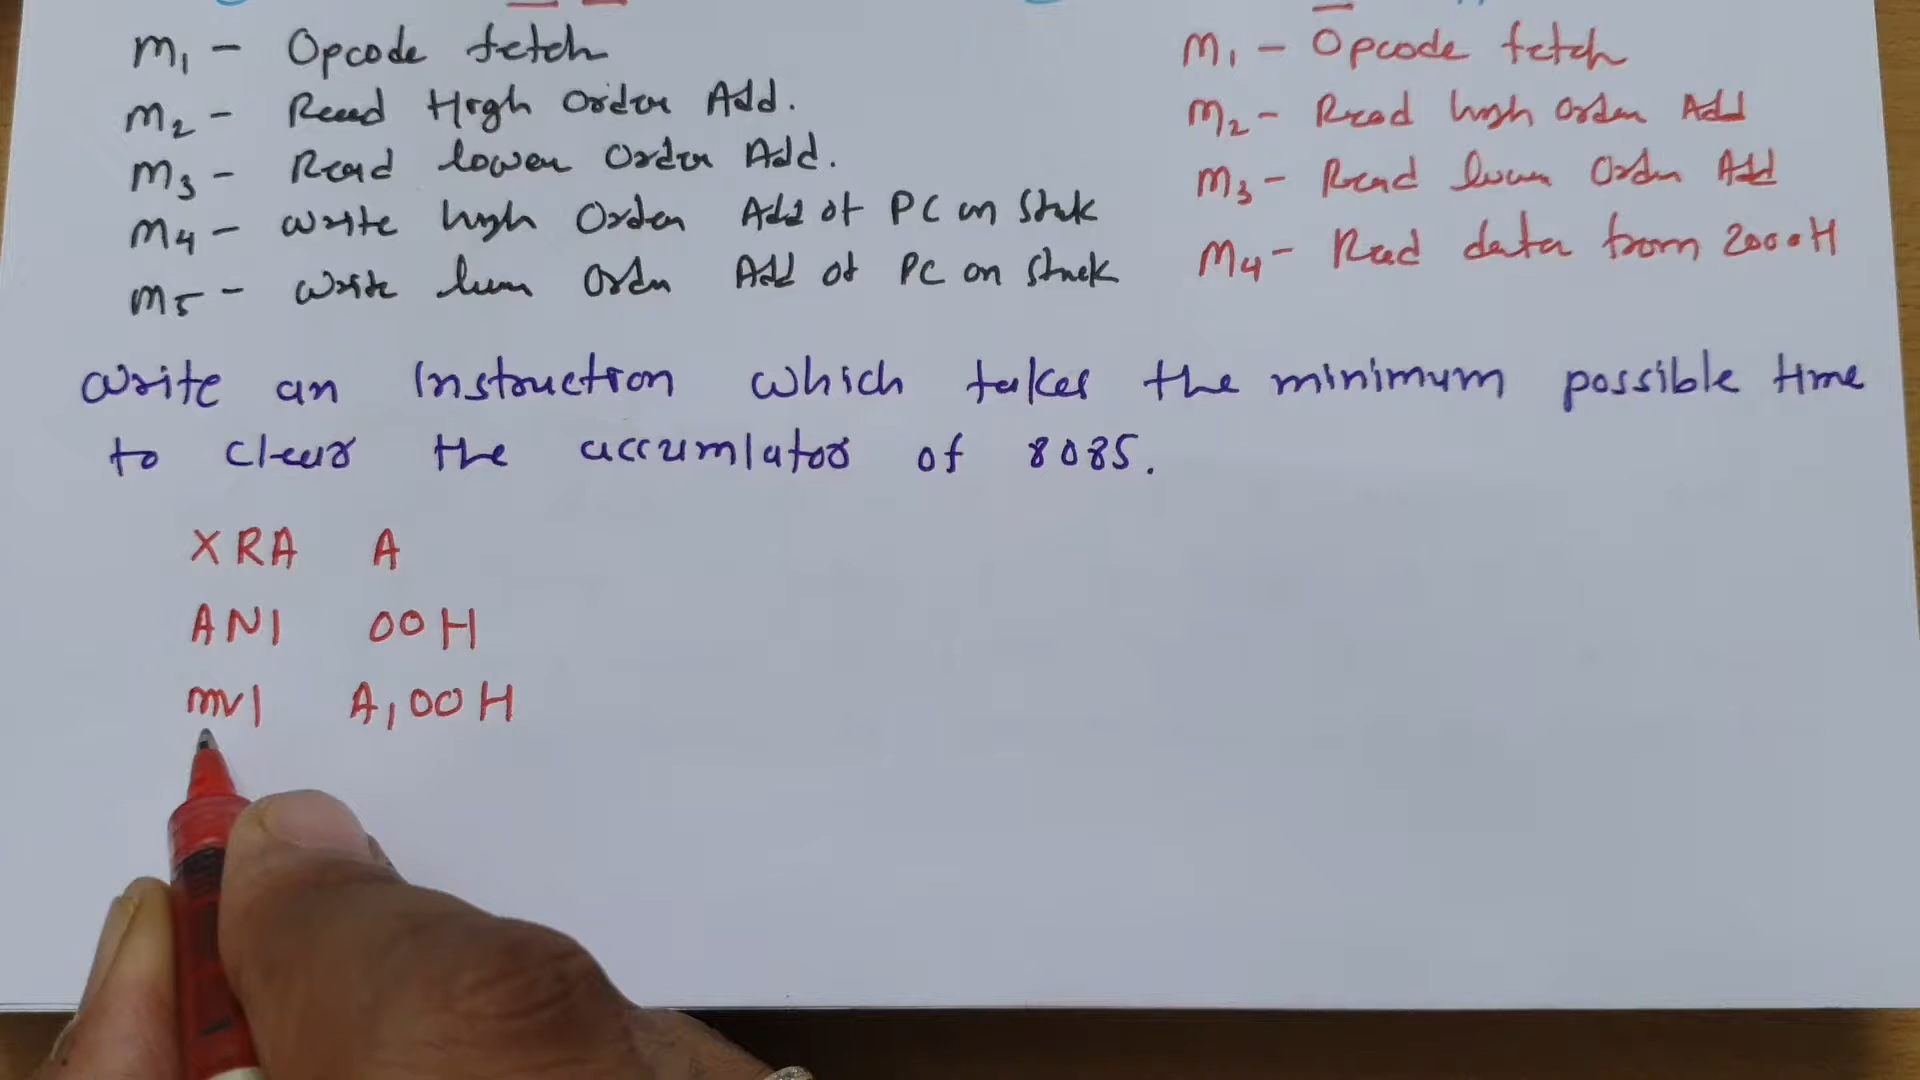 M1 - Opcode fetch
M2 - Read High Order Add.
M3 - Read lower Order Add.
M4 - write high Order Add of PC on Stack
M5 - write lower Order Add of PC on Stack
M1 - Opcode fetch
M2 - Read high Order Add
M3 - Read lower Order Add
M4 - Read data from 2000H
Write an Instruction which takes the minimum possible time
to clear the accumlator of 8085.
XRA A
ANI 00H
MVI A,00H